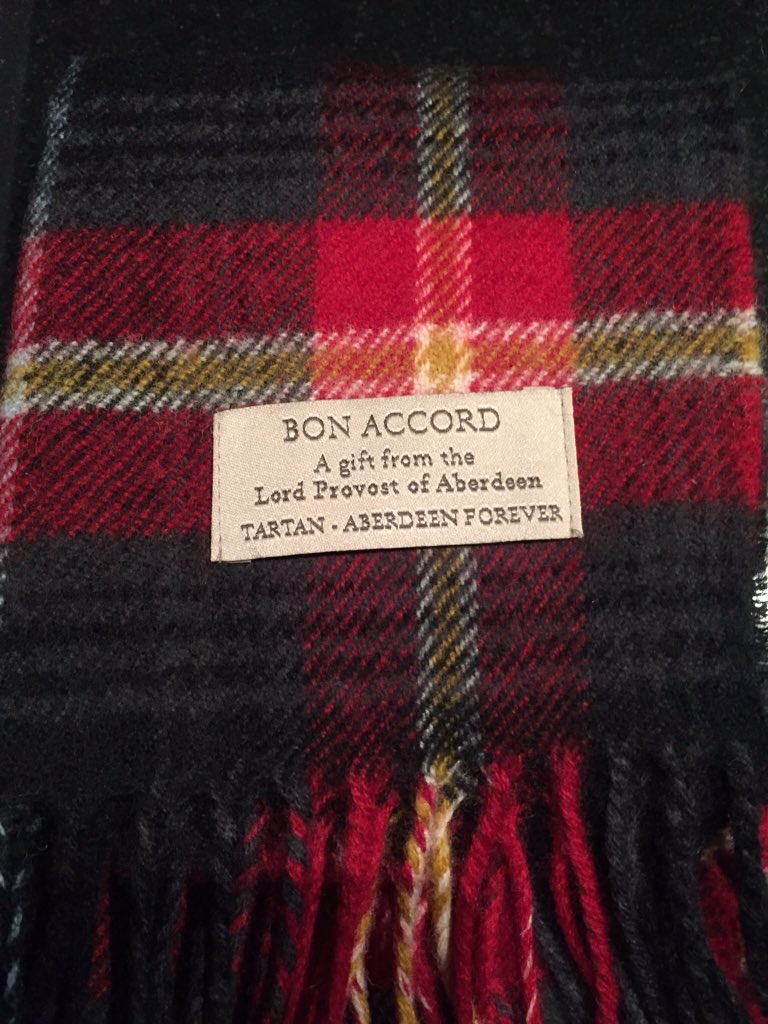 BON ACCORD
A gift from the
Lord Provost of Aberdeen
TARTAN - ABERDEEN FOREVER